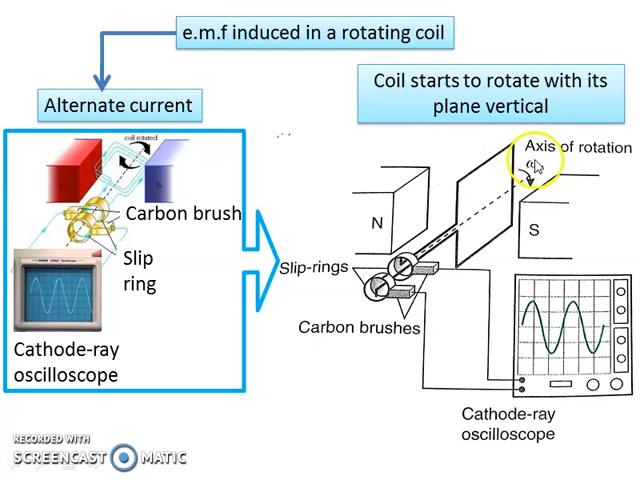 e.m.f induced in a rotating coil
Alternate current
Coil starts to rotate with its
plane vertical
coil rotated
S
Carbon brush
Slip
ring
Cathode-ray
oscilloscope
Axis of rotation
α
N
S
Slip-rings
Carbon brushes
Cathode-ray
oscilloscope
RECORDED WITH
SCREENCAST MATIC